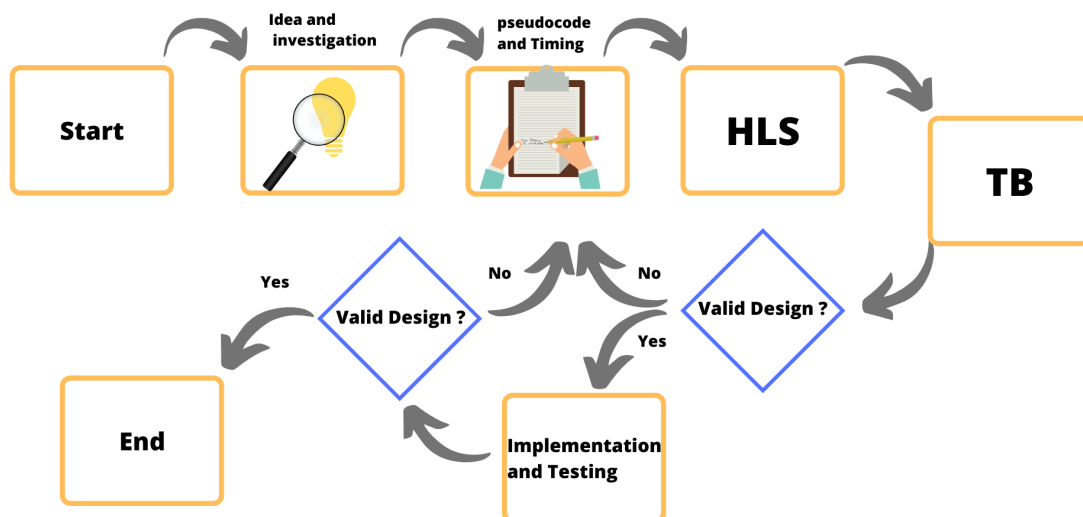 Idea and
investigation
pseudocode
and Timing
Start
HLS
TB
Yes
Valid Design ?
No
No
Valid Design ?
Yes
End
Implementation
and Testing